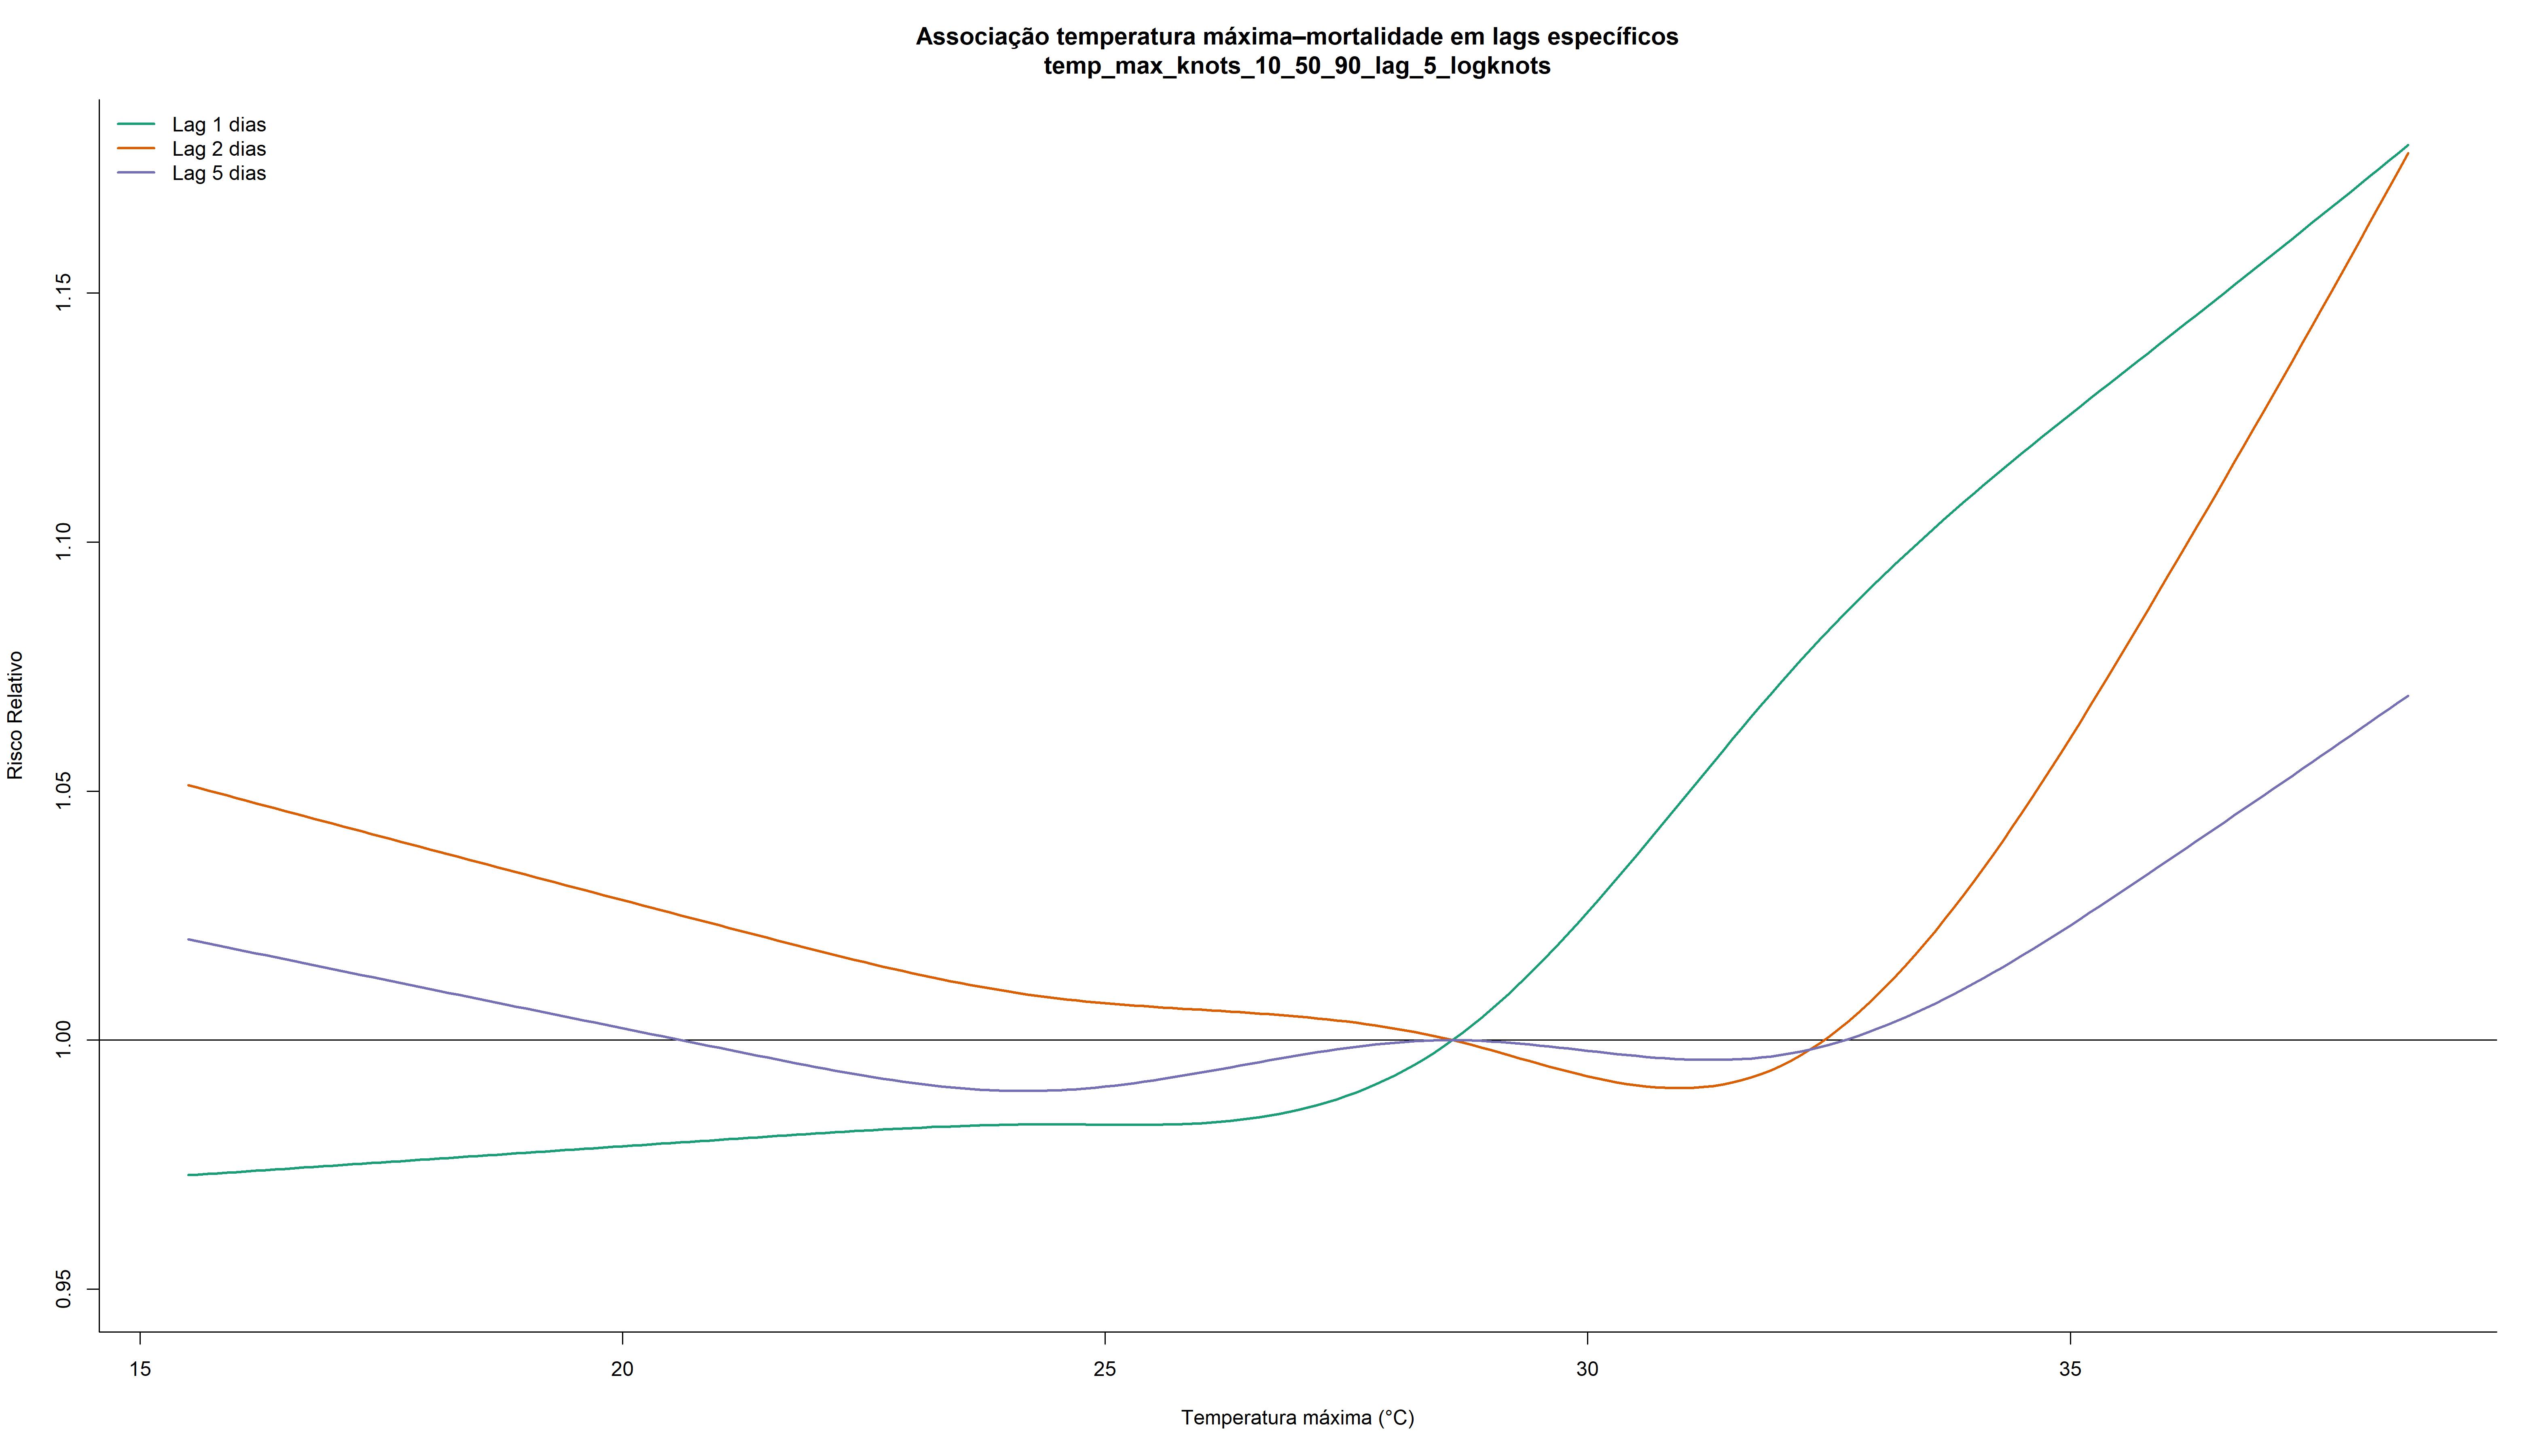 Associação temperatura máxima–mortalidade em lags específicos
temp_max_knots_10_50_90_lag_5_logknots
Lag 1 dias
Lag 2 dias
Lag 5 dias
Risco Relativo
1.15
1.10
1.05
1.00
0.95
15 20 25 30 35
Temperatura máxima (°C)